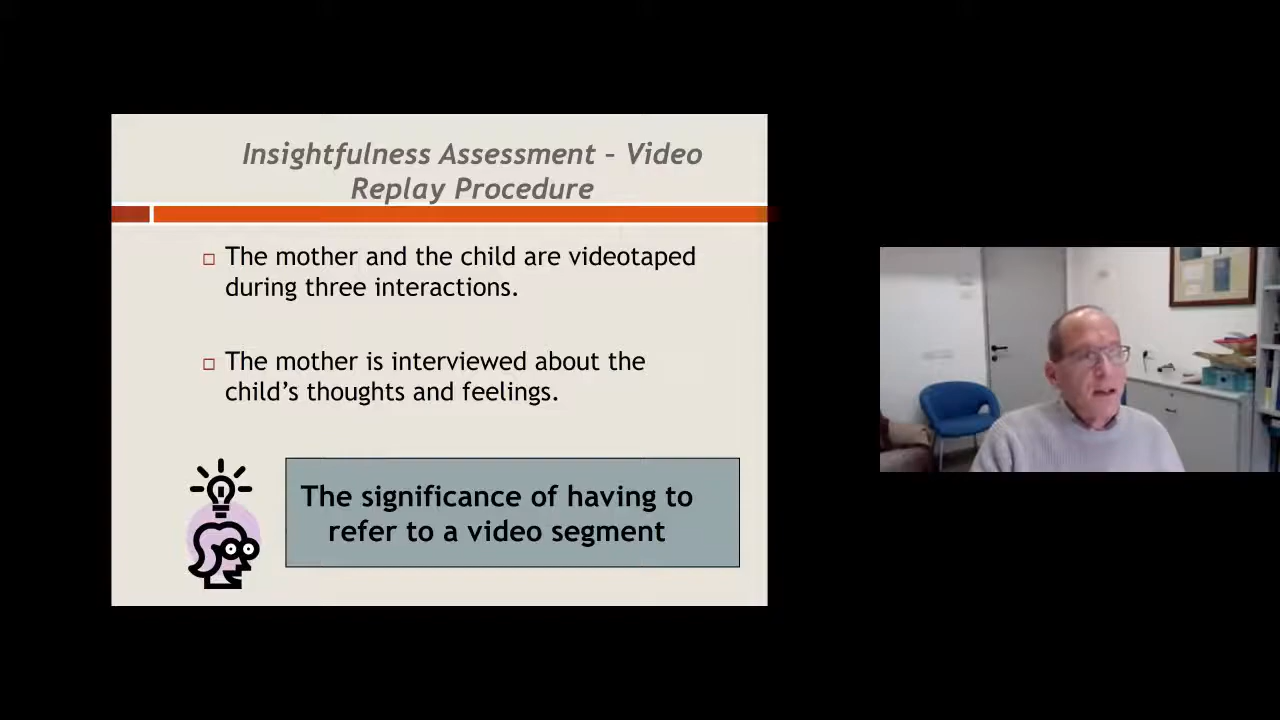 Insightfulness Assessment – Video
Replay Procedure
The mother and the child are videotaped
during three interactions.
The mother is interviewed about the
child’s thoughts and feelings.
The significance of having to
refer to a video segment